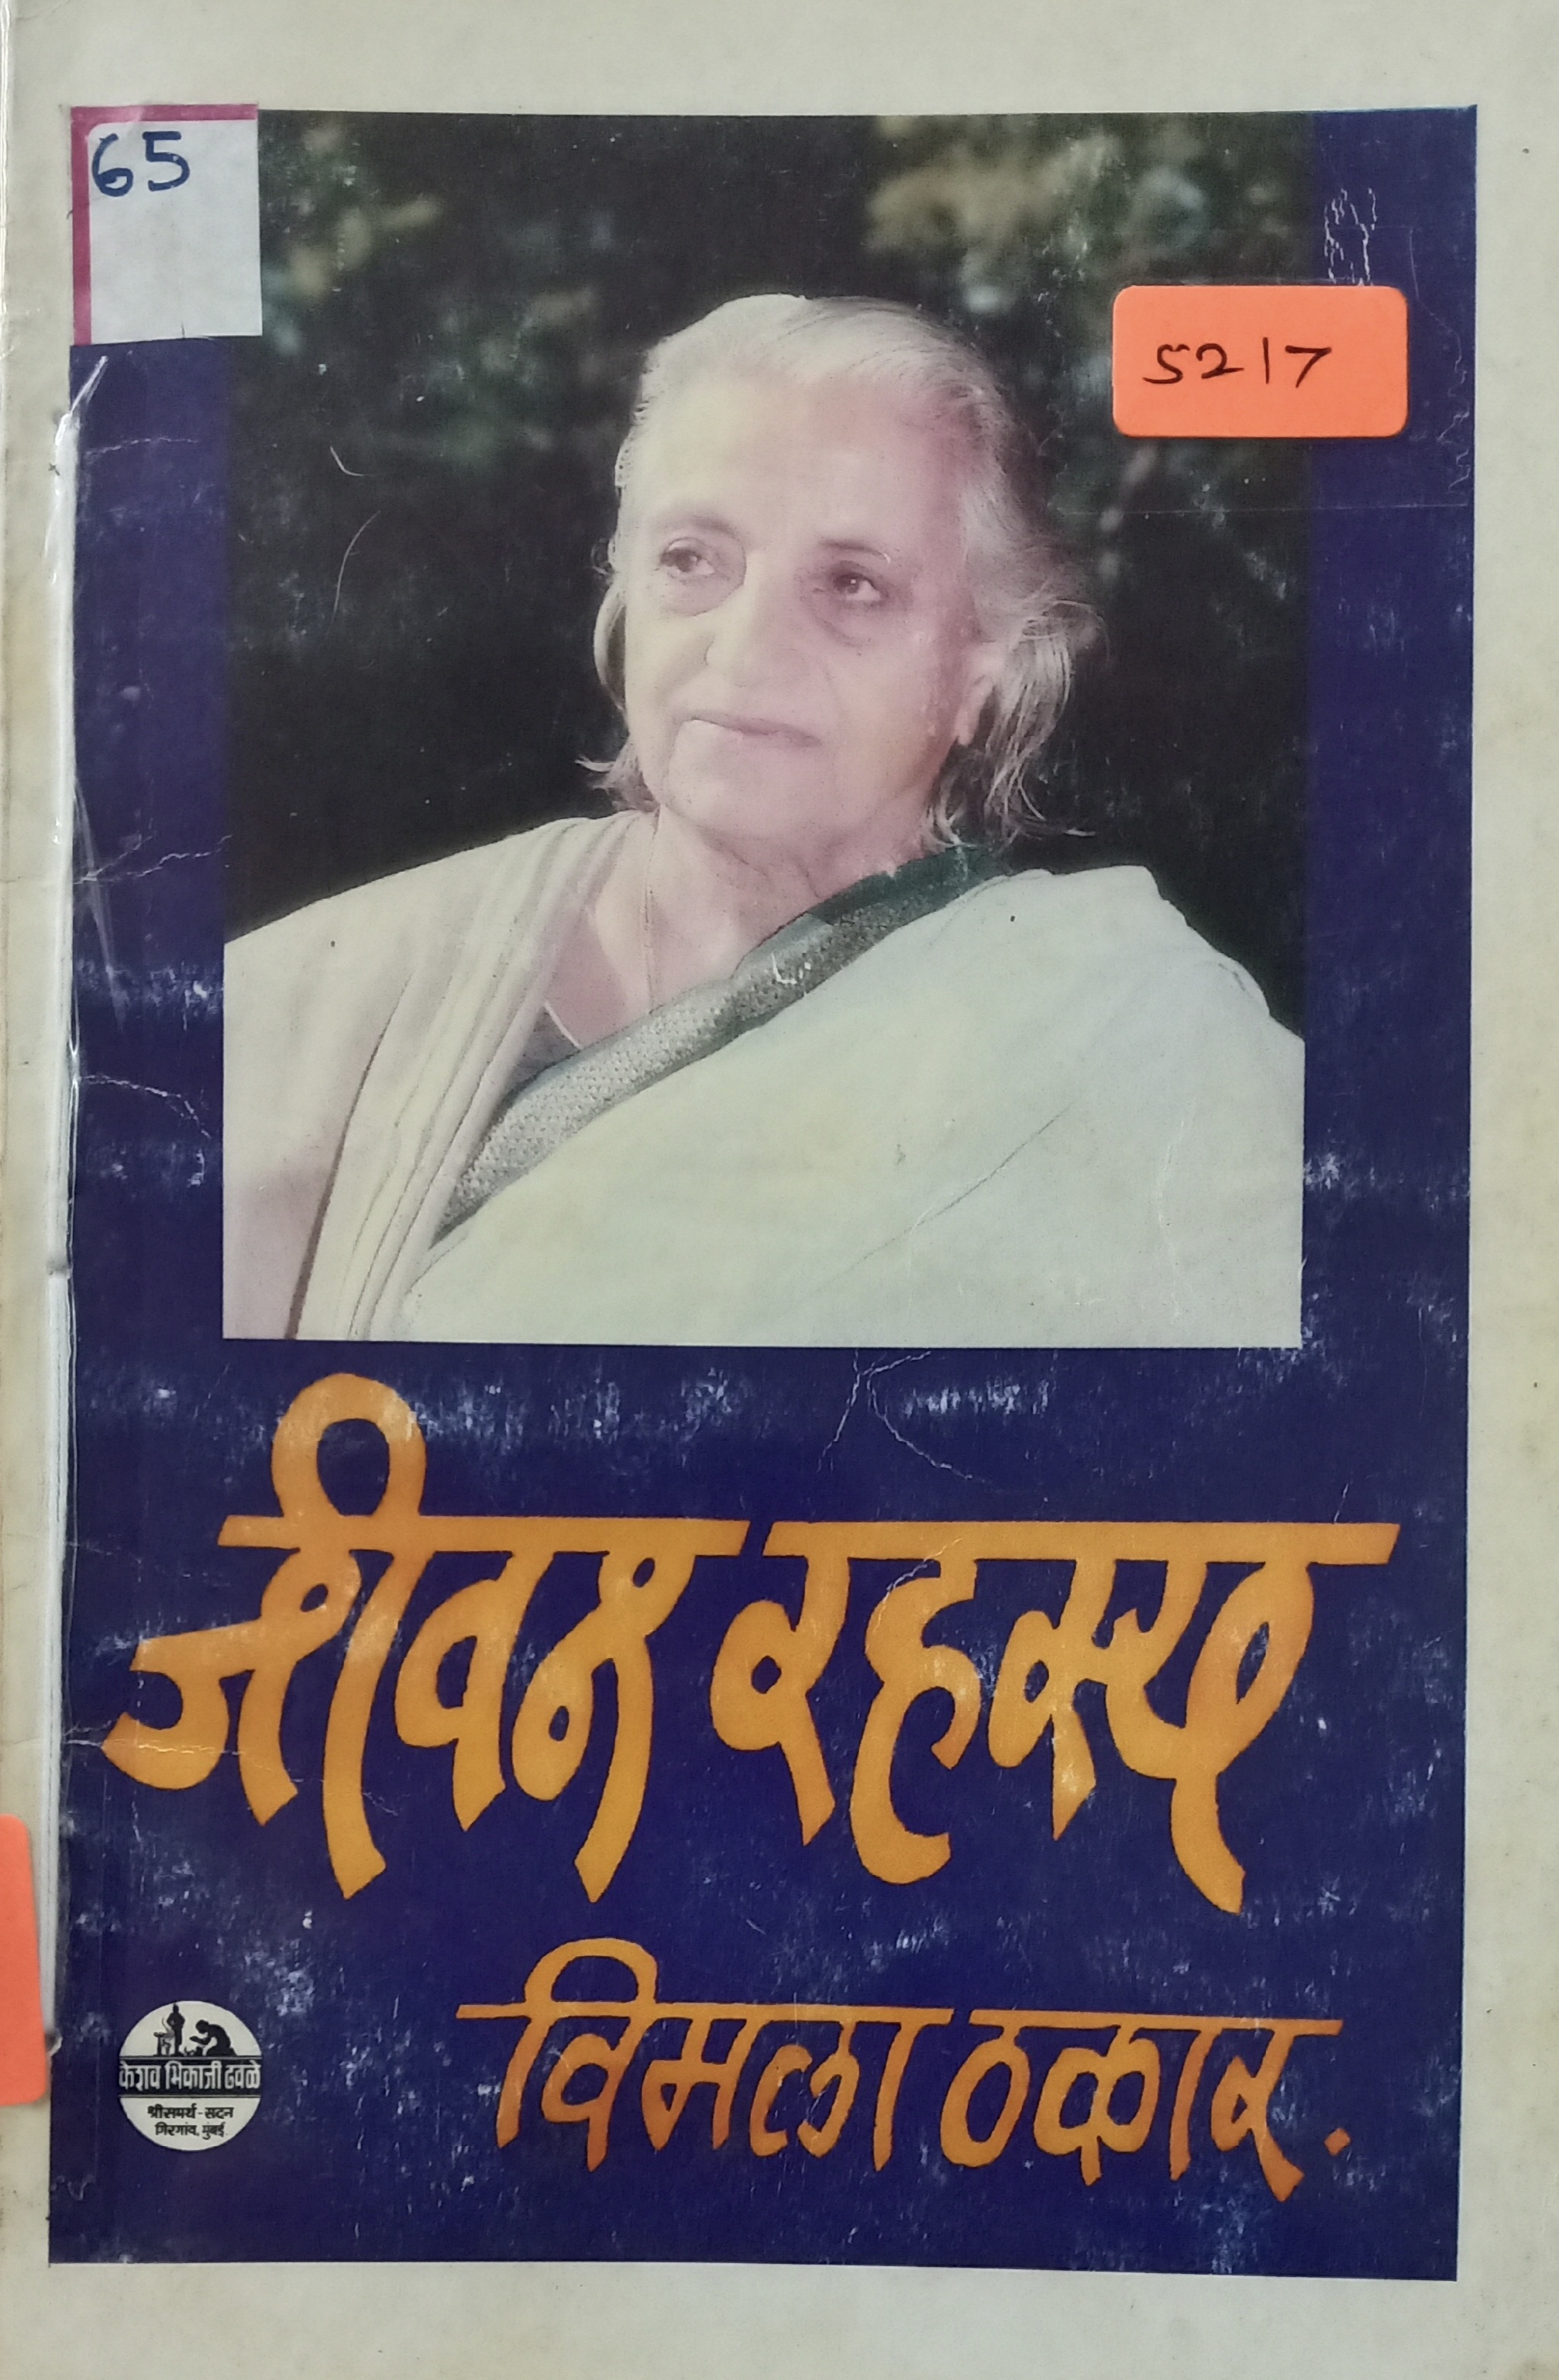 65
5217
जीवन रहस्य
विमला ठकार.
केशव भिकाजी ढवळे
श्रीसमर्थ-सदन
गिरगांव, मुंबई.